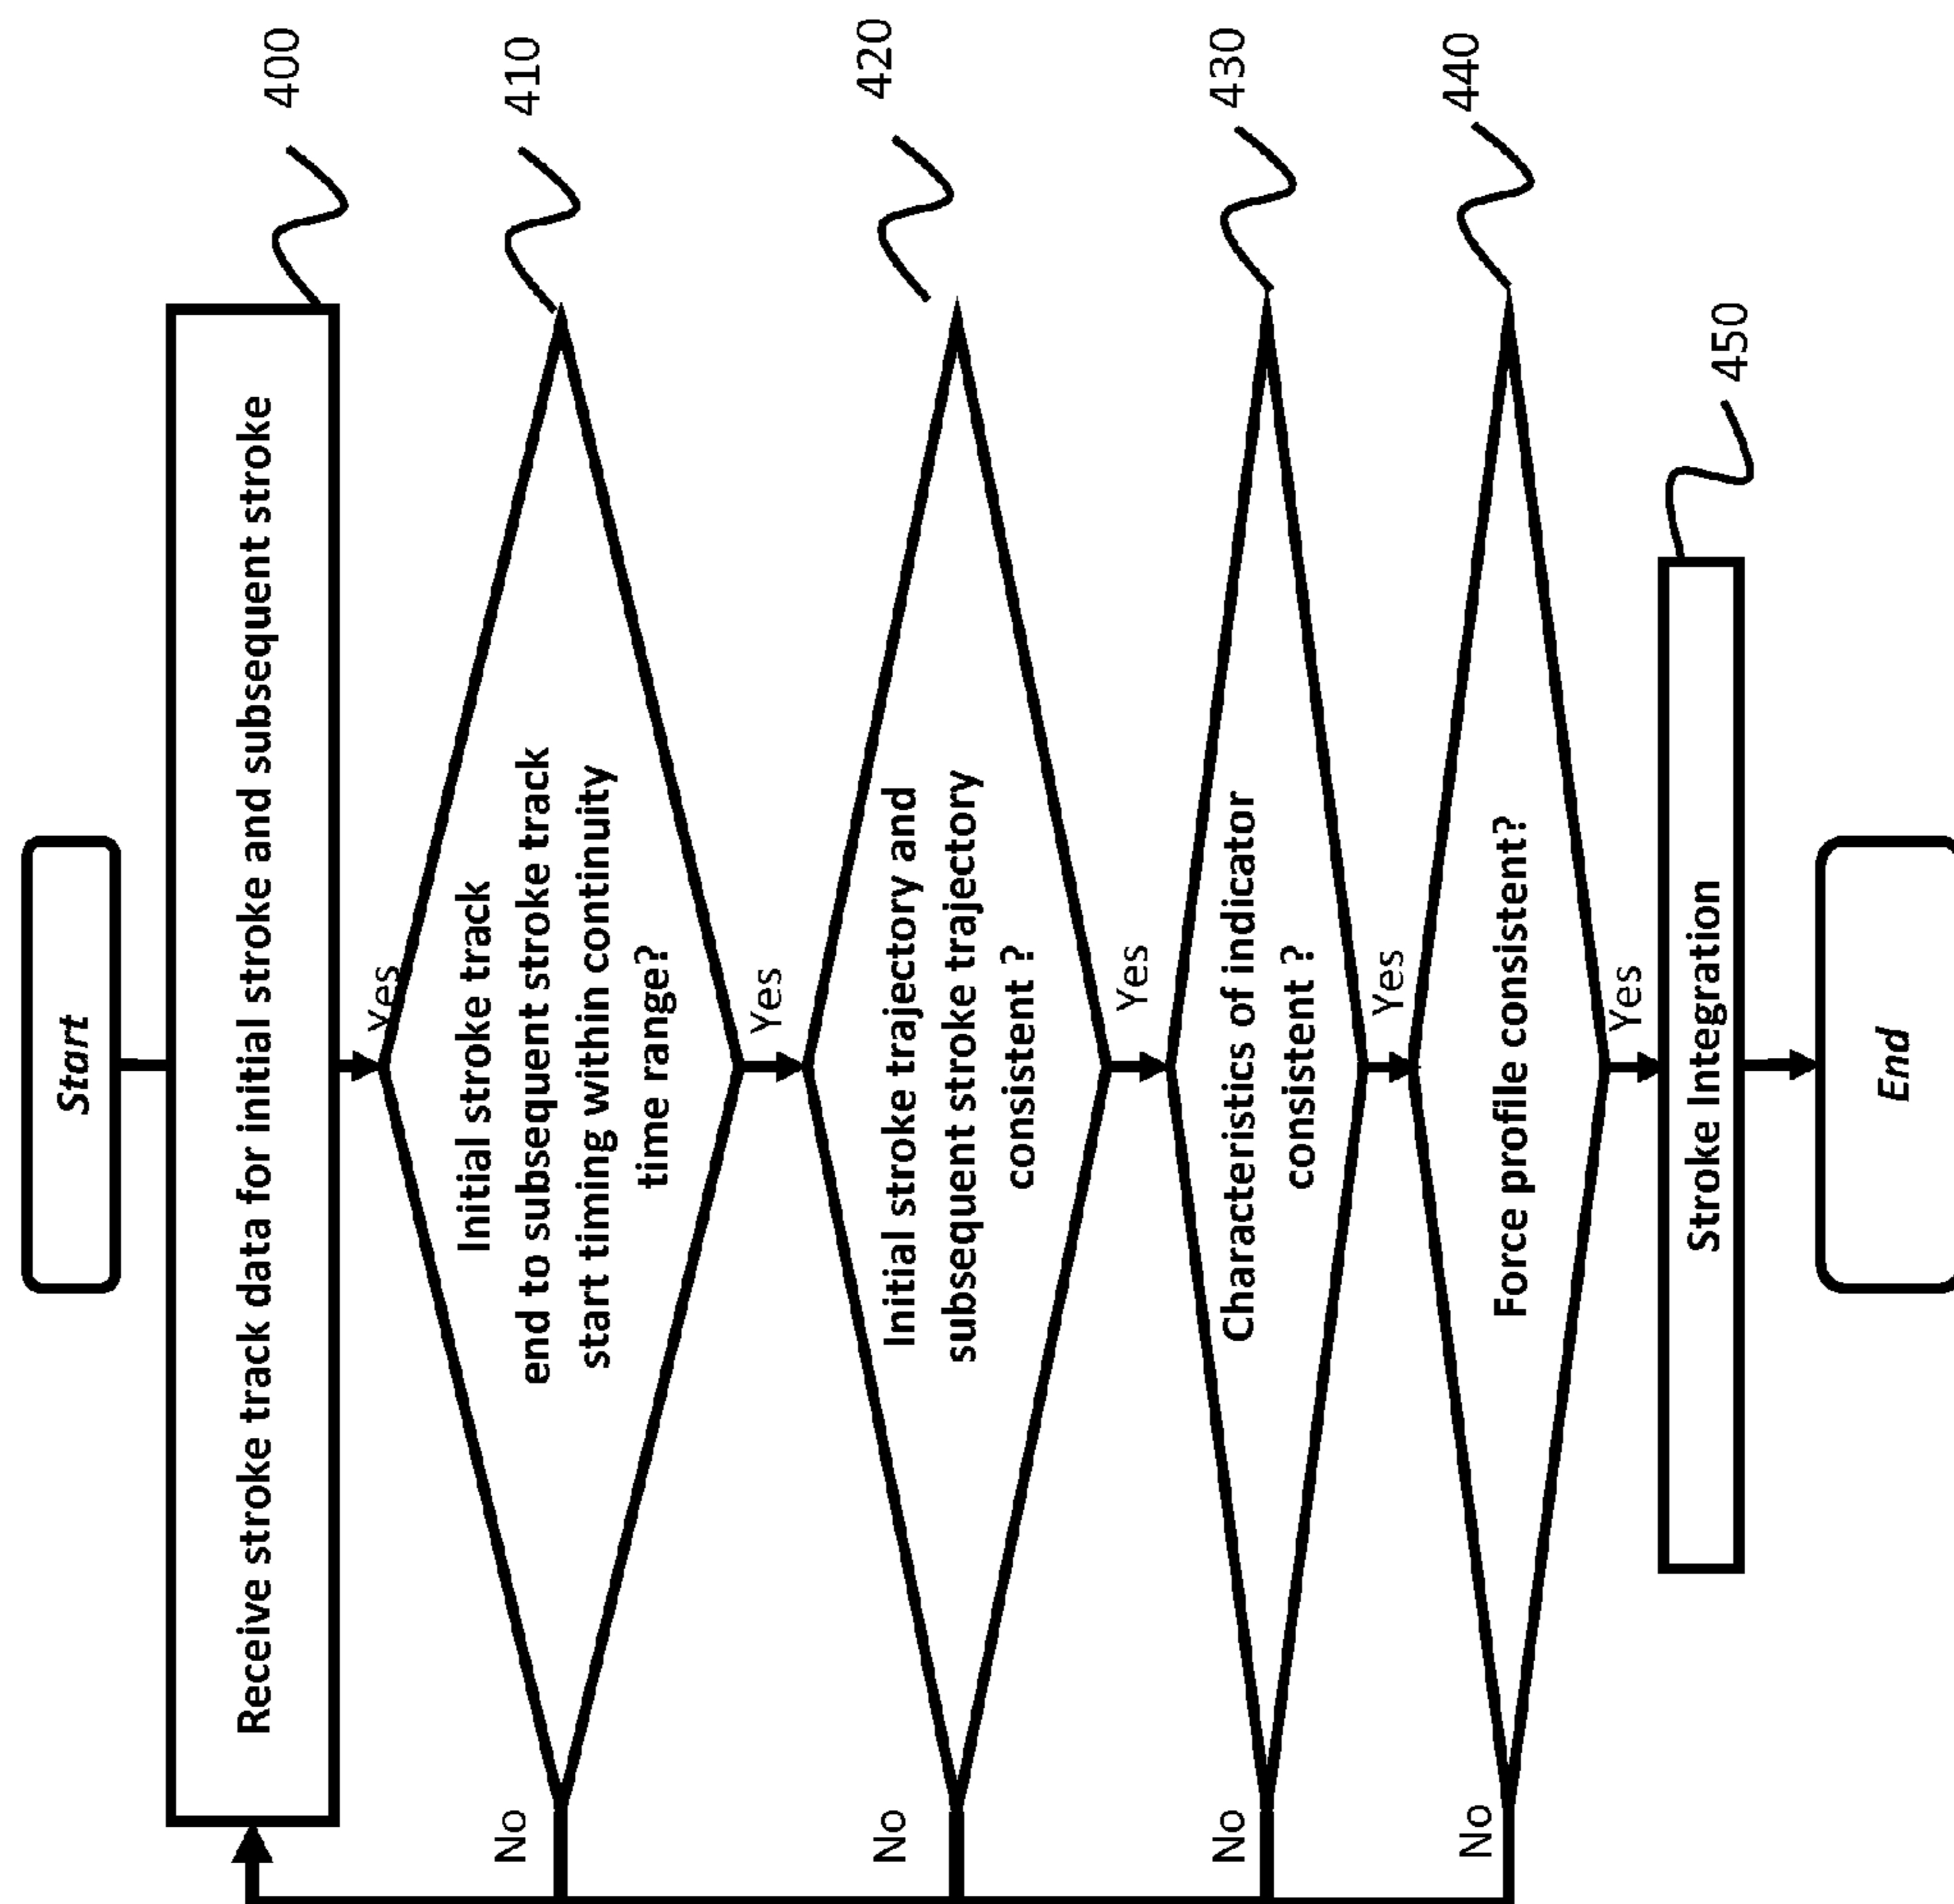 Start
Receive stroke track data for initial stroke and subsequent stroke
400
Yes
Initial stroke track
end to subsequent stroke track
start timing within continuity
time range?
410
No
Yes
Initial stroke trajectory and
subsequent stroke trajectory
consistent ?
420
No
Yes
Characteristics of indicator
consistent ?
430
No
Yes
Force profile consistent?
440
No
Yes
Stroke Integration
450
End